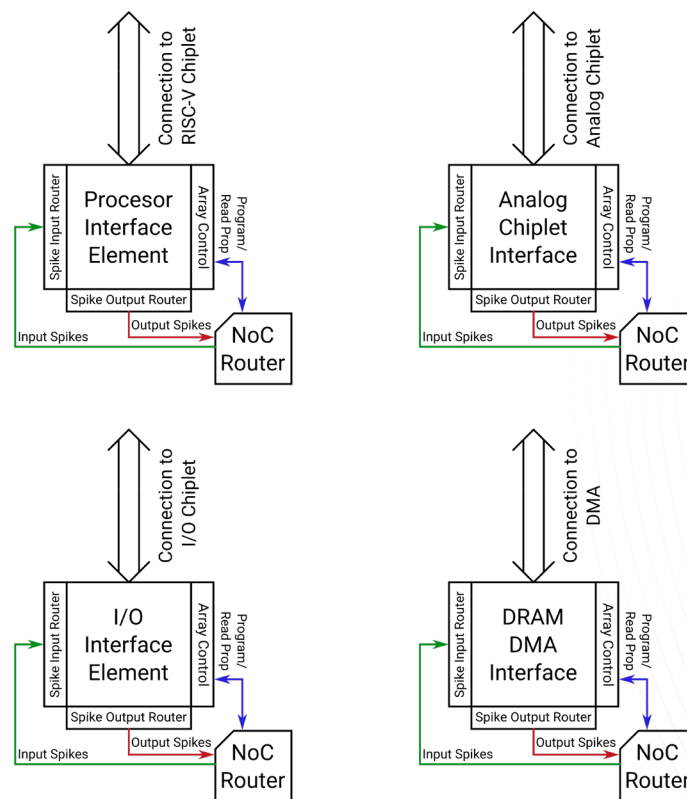 Connection to
RISC-V Chiplet
Spike Input Router
Procesor
Interface
Element
Array Control
Program/
Read Prop
Spike Output Router
Output Spikes
Input Spikes
NoC
Router
Connection to
Analog Chiplet
Spike Input Router
Analog
Chiplet
Interface
Array Control
Program/
Read Prop
Spike Output Router
Output Spikes
Input Spikes
NoC
Router
Connection to
I/O Chiplet
Spike Input Router
I/O
Interface
Element
Array Control
Program/
Read Prop
Spike Output Router
Output Spikes
Input Spikes
NoC
Router
Connection to
DMA
Spike Input Router
DRAM
DMA
Interface
Array Control
Program/
Read Prop
Spike Output Router
Output Spikes
Input Spikes
NoC
Router